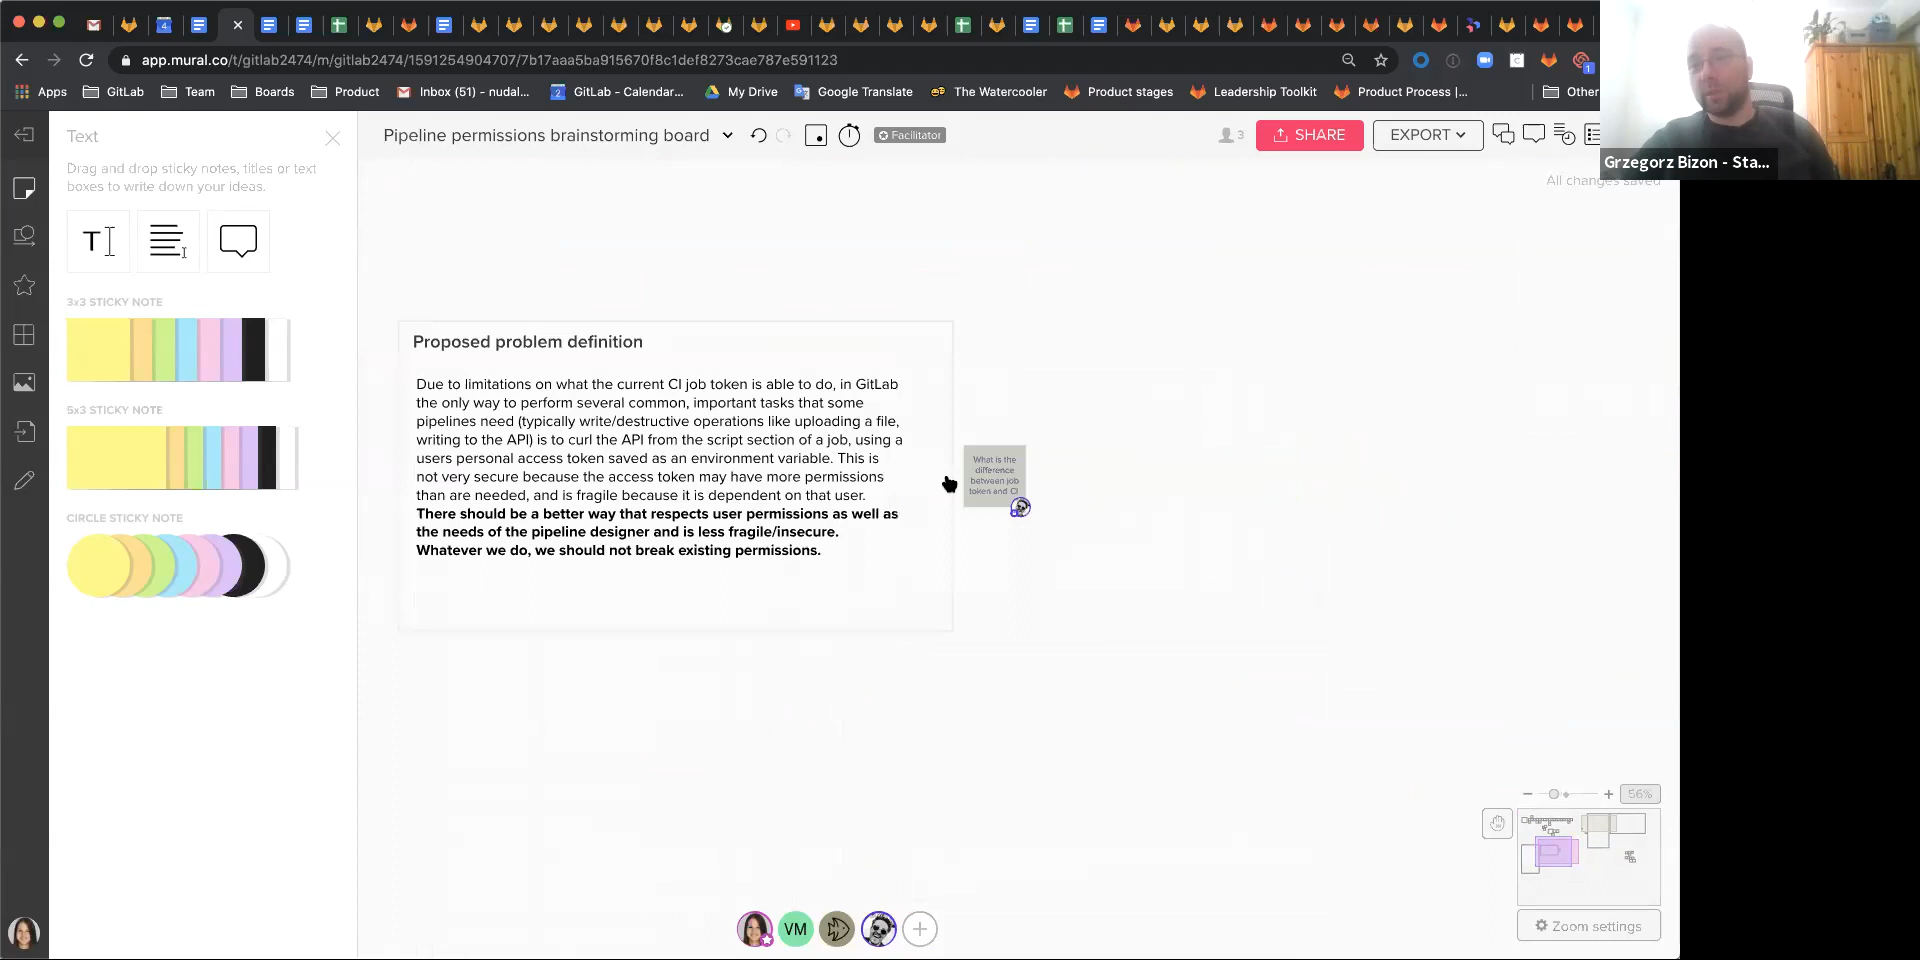 app.mural.co/t/gitlab2474/m/gitlab2474/1591254904707/7b17aaa5ba915670f8c1def8273cae787e591123
1
Apps
GitLab
Team
Boards
Product
Inbox (51) - nudal...
2
GitLab - Calendar...
My Drive
Google Translate
The Watercooler
Product stages
Leadership Toolkit
Product Process |...
Other
Text
Drag and drop sticky notes, titles or text
boxes to write down your ideas.
T
3x3 STICKY NOTE
5x3 STICKY NOTE
CIRCLE STICKY NOTE
Pipeline permissions brainstorming board
Facilitator
3
SHARE
EXPORT
Grzegorz Bizon - Sta...
All changes saved
Proposed problem definition
Due to limitations on what the current CI job token is able to do, in GitLab
the only way to perform several common, important tasks that some
pipelines need (typically write/destructive operations like uploading a file,
writing to the API) is to curl the API from the script section of a job, using a
users personal access token saved as an environment variable. This is
not very secure because the access token may have more permissions
than are needed, and is fragile because it is dependent on that user.
There should be a better way that respects user permissions as well as
the needs of the pipeline designer and is less fragile/insecure.
Whatever we do, we should not break existing permissions.
What is the
difference
between job
token and CI
56%
Zoom settings
VM